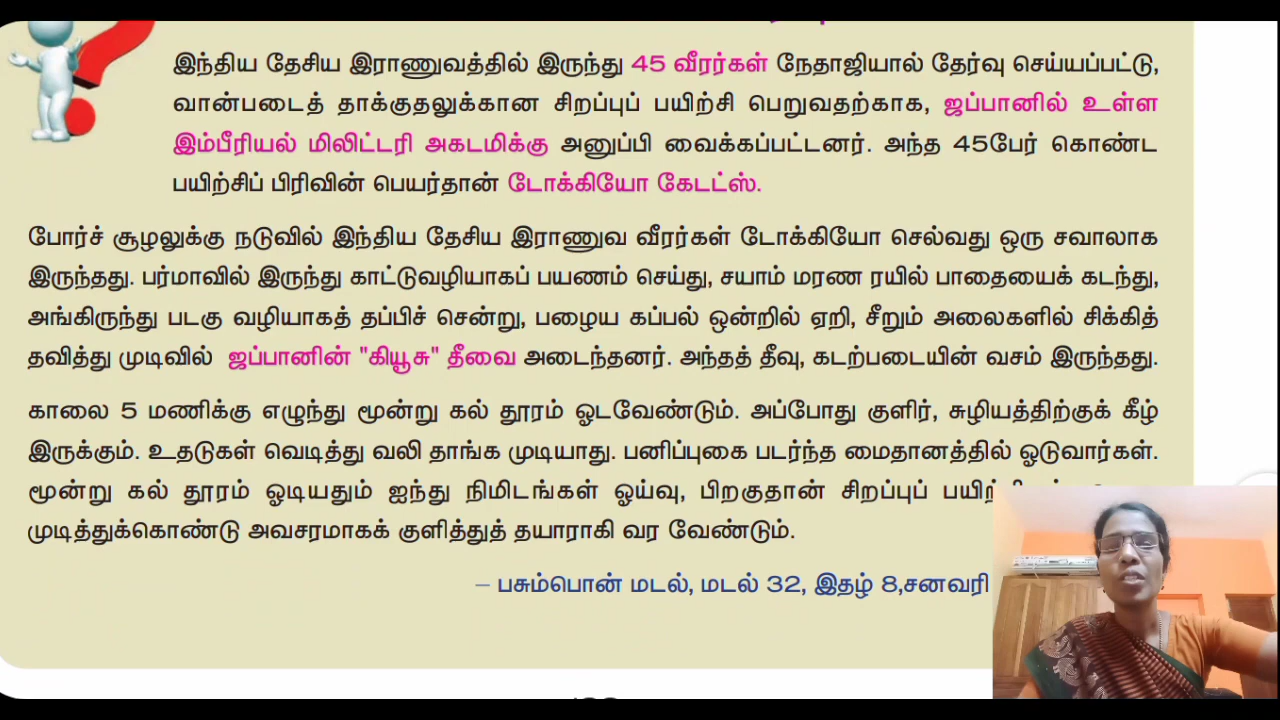 இந்திய தேசிய இராணுவத்தில் இருந்து 45 வீரர்கள் நேதாஜியால் தேர்வு செய்யப்பட்டு,
வான்படைத் தாக்குதலுக்கான சிறப்புப் பயிற்சி பெறுவதற்காக, ஜப்பானில் உள்ள
இம்பீரியல் மிலிட்டரி அகடமிக்கு அனுப்பி வைக்கப்பட்டனர். அந்த 45பேர் கொண்ட
பயிற்சிப் பிரிவின் பெயர்தான் டோக்கியோ கேடட்ஸ்.
போர்ச் சூழலுக்கு நடுவில் இந்திய தேசிய இராணுவ வீரர்கள் டோக்கியோ செல்வது ஒரு சவாலாக
இருந்தது. பர்மாவில் இருந்து காட்டுவழியாகப் பயணம் செய்து, சயாம் மரண ரயில் பாதையைக் கடந்து,
அங்கிருந்து படகு வழியாகத் தப்பிச் சென்று, பழைய கப்பல் ஒன்றில் ஏறி, சீறும் அலைகளில் சிக்கித்
தவித்து முடிவில் ஜப்பானின் "கியூசு" தீவை அடைந்தனர். அந்தத் தீவு, கடற்படையின் வசம் இருந்தது.
காலை 5 மணிக்கு எழுந்து மூன்று கல் தூரம் ஓடவேண்டும். அப்போது குளிர், சுழியத்திற்குக் கீழ்
இருக்கும். உதடுகள் வெடித்து வலி தாங்க முடியாது. பனிப்புகை படர்ந்த மைதானத்தில் ஓடுவார்கள்.
மூன்று கல் தூரம் ஓடியதும் ஐந்து நிமிடங்கள் ஓய்வு, பிறகுதான் சிறப்புப்
முடித்துக்கொண்டு அவசரமாகக் குளித்துத் தயாராகி வர வேண்டும்.
– பசும்பொன் மடல், மடல் 32, இதழ் 8,சனவரி